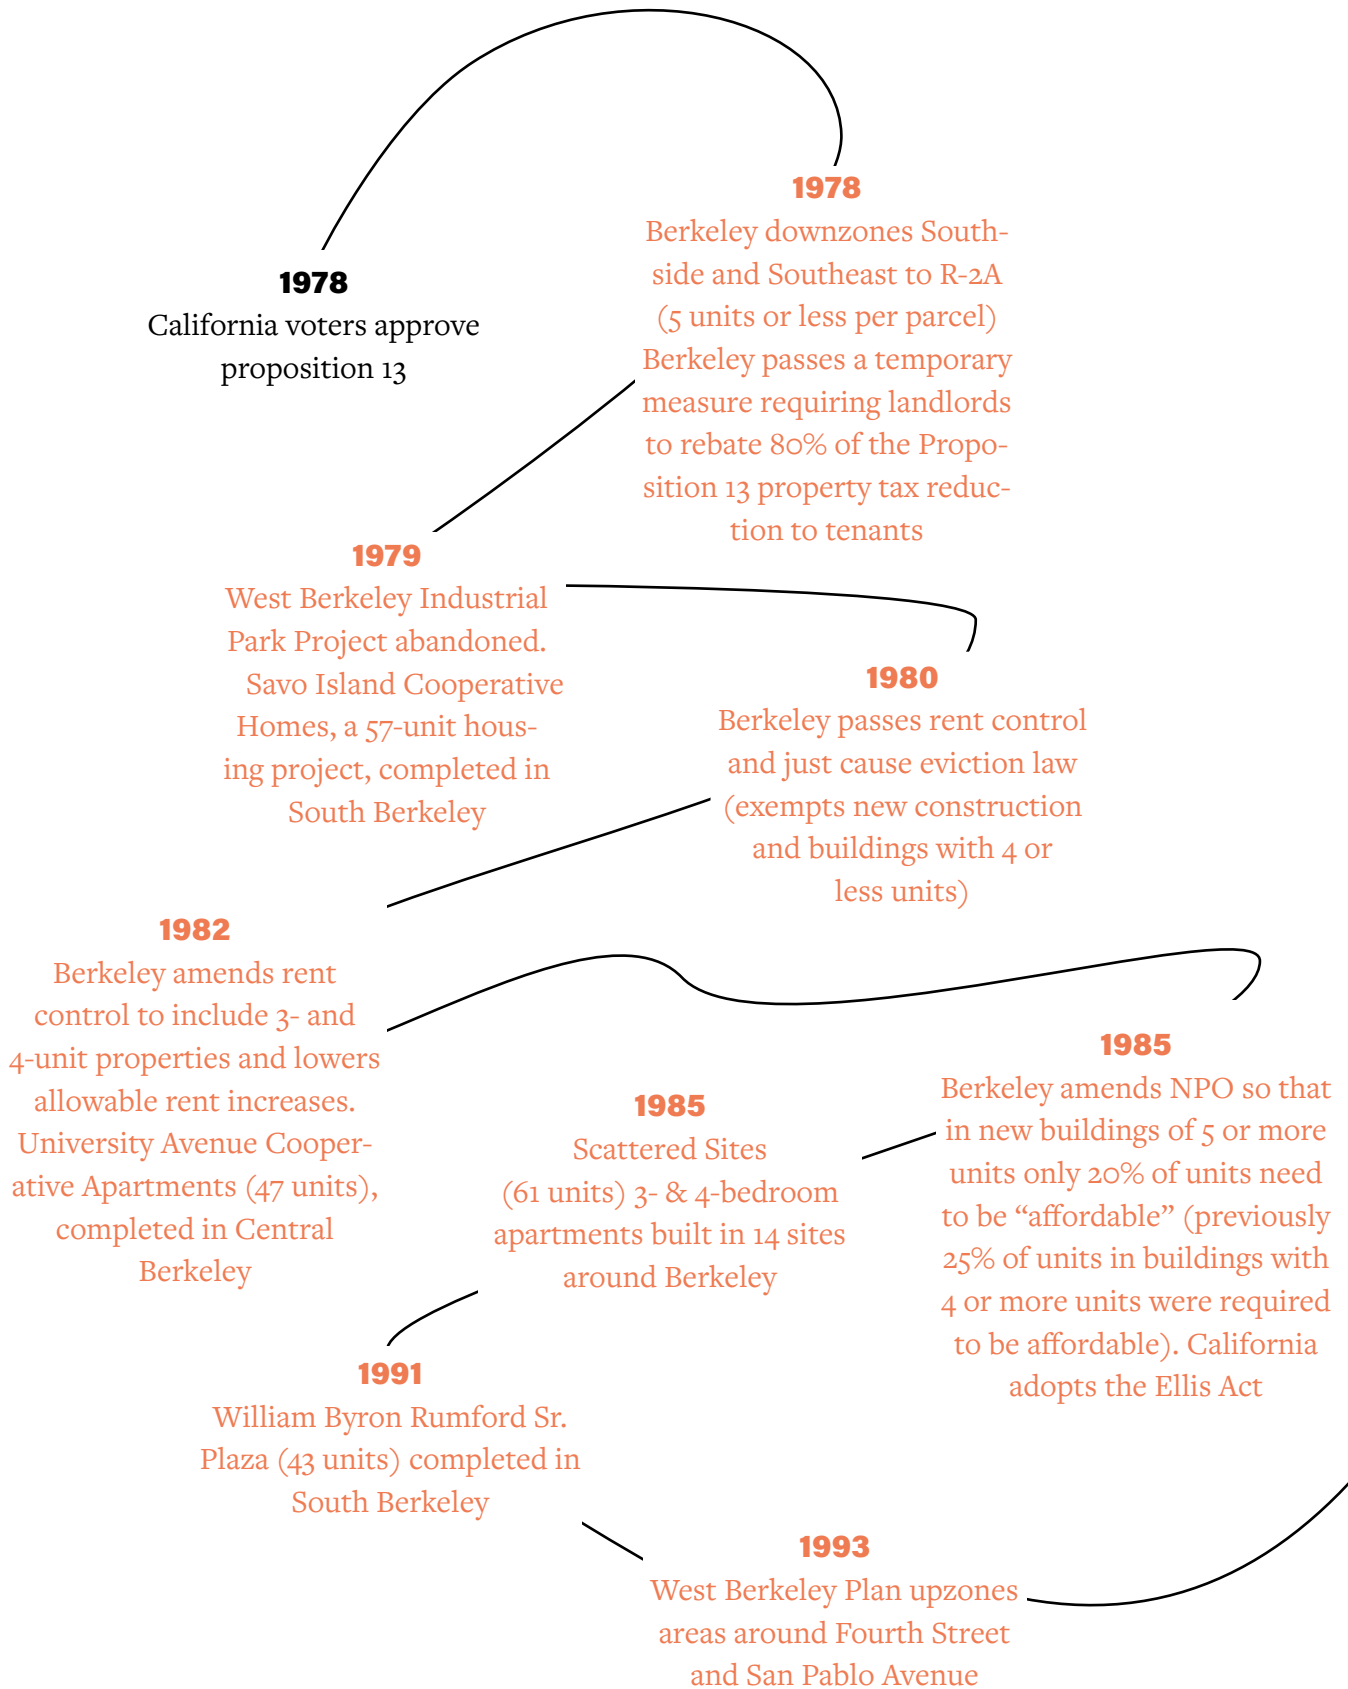 1978
California voters approve
proposition 13
1978
Berkeley downzones South-
side and Southeast to R-2A
(5 units or less per parcel)
Berkeley passes a temporary
measure requiring landlords
to rebate 80% of the Propo-
sition 13 property tax reduc-
tion to tenants
1979
West Berkeley Industrial
Park Project abandoned.
Savo Island Cooperative
Homes, a 57-unit hous-
ing project, completed in
South Berkeley
1980
Berkeley passes rent control
and just cause eviction law
(exempts new construction
and buildings with 4 or
less units)
1982
Berkeley amends rent
control to include 3- and
4-unit properties and lowers
allowable rent increases.
University Avenue Cooper-
ative Apartments (47 units),
completed in Central
Berkeley
1985
Berkeley amends NPO so that
in new buildings of 5 or more
units only 20% of units need
to be “affordable” (previously
25% of units in buildings with
4 or more units were required
to be affordable). California
adopts the Ellis Act
1985
Scattered Sites
(61 units) 3- & 4-bedroom
apartments built in 14 sites
around Berkeley
1991
William Byron Rumford Sr.
Plaza (43 units) completed in
South Berkeley
1993
West Berkeley Plan upzones
areas around Fourth Street
and San Pablo Avenue